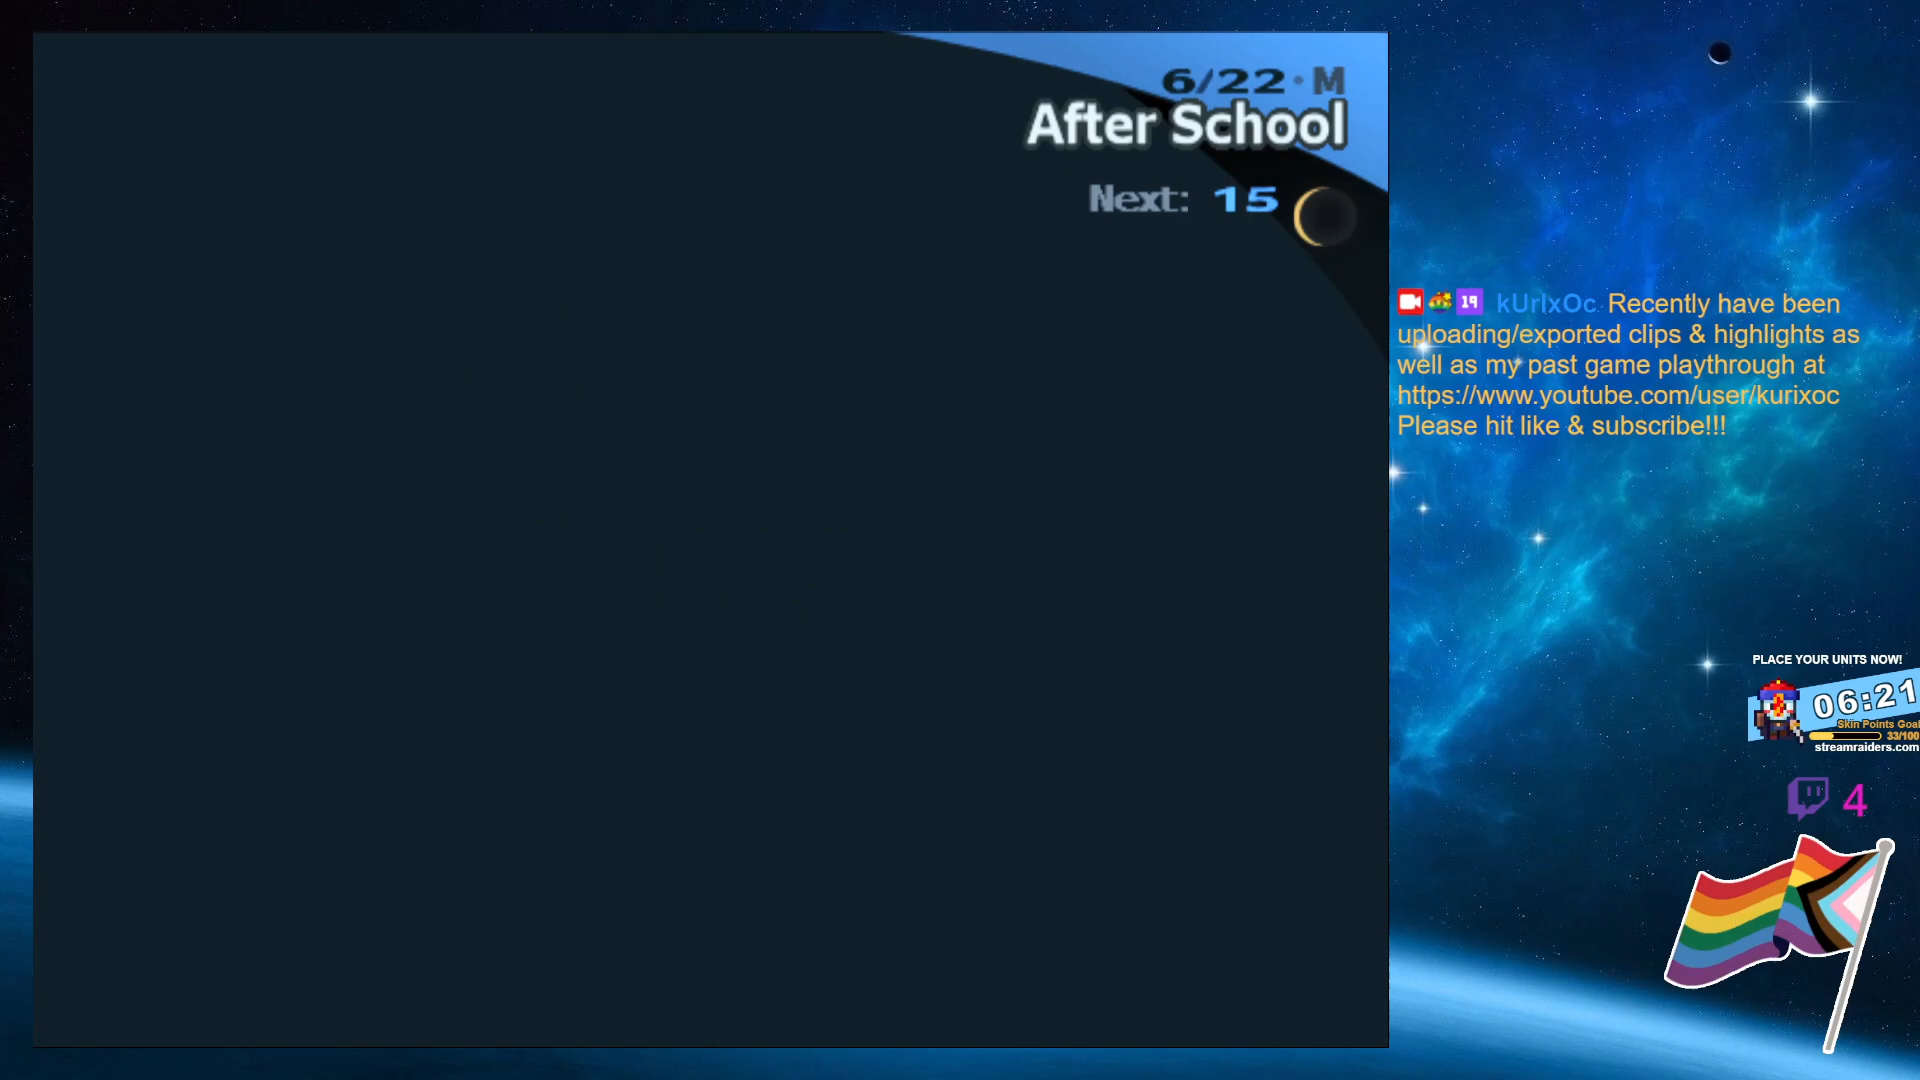 6/22 · M
After School
Next: 15
19 kUrIxOc Recently have been
uploading/exported clips & highlights as
well as my past game playthrough at
https://www.youtube.com/user/kurixoc
Please hit like & subscribe!!!
PLACE YOUR UNITS NOW!
06:21
Skin Points Goal
33/100
streamraiders.com
4